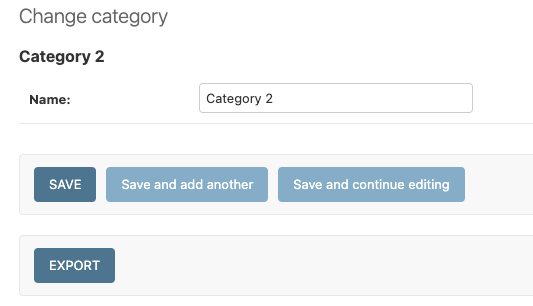 Change category
Category 2
Name: Category 2
SAVE Save and add another Save and continue editing
EXPORT